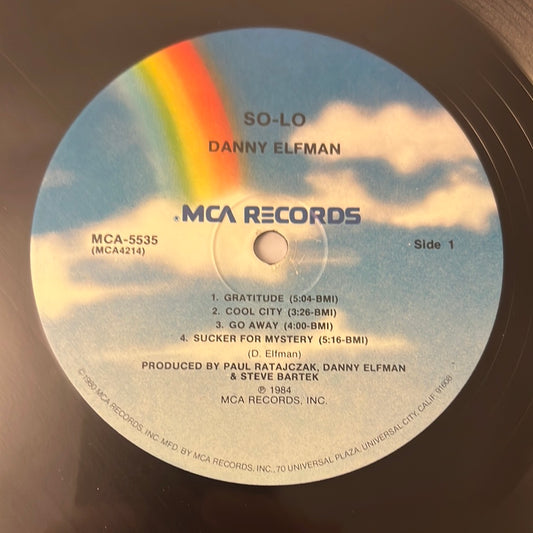 SO-LO
DANNY ELFMAN
®MCA RECORDS
MCA-5535
(MCA4214)
Side 1
1. GRATITUDE (5:04-BMI)
2. COOL CITY (3:26-BMI)
3. GO AWAY (4:00-BMI)
4. SUCKER FOR MYSTERY (5:16-BMI)
(D. Elfman)
PRODUCED BY PAUL RATAJCZAK, DANNY ELFMAN
& STEVE BARTEK
℗ 1984
MCA RECORDS, INC.
©1980 MCA RECORDS, INC. MFD. BY MCA RECORDS, INC., 70 UNIVERSAL PLAZA, UNIVERSAL CITY, CALIF. 91608